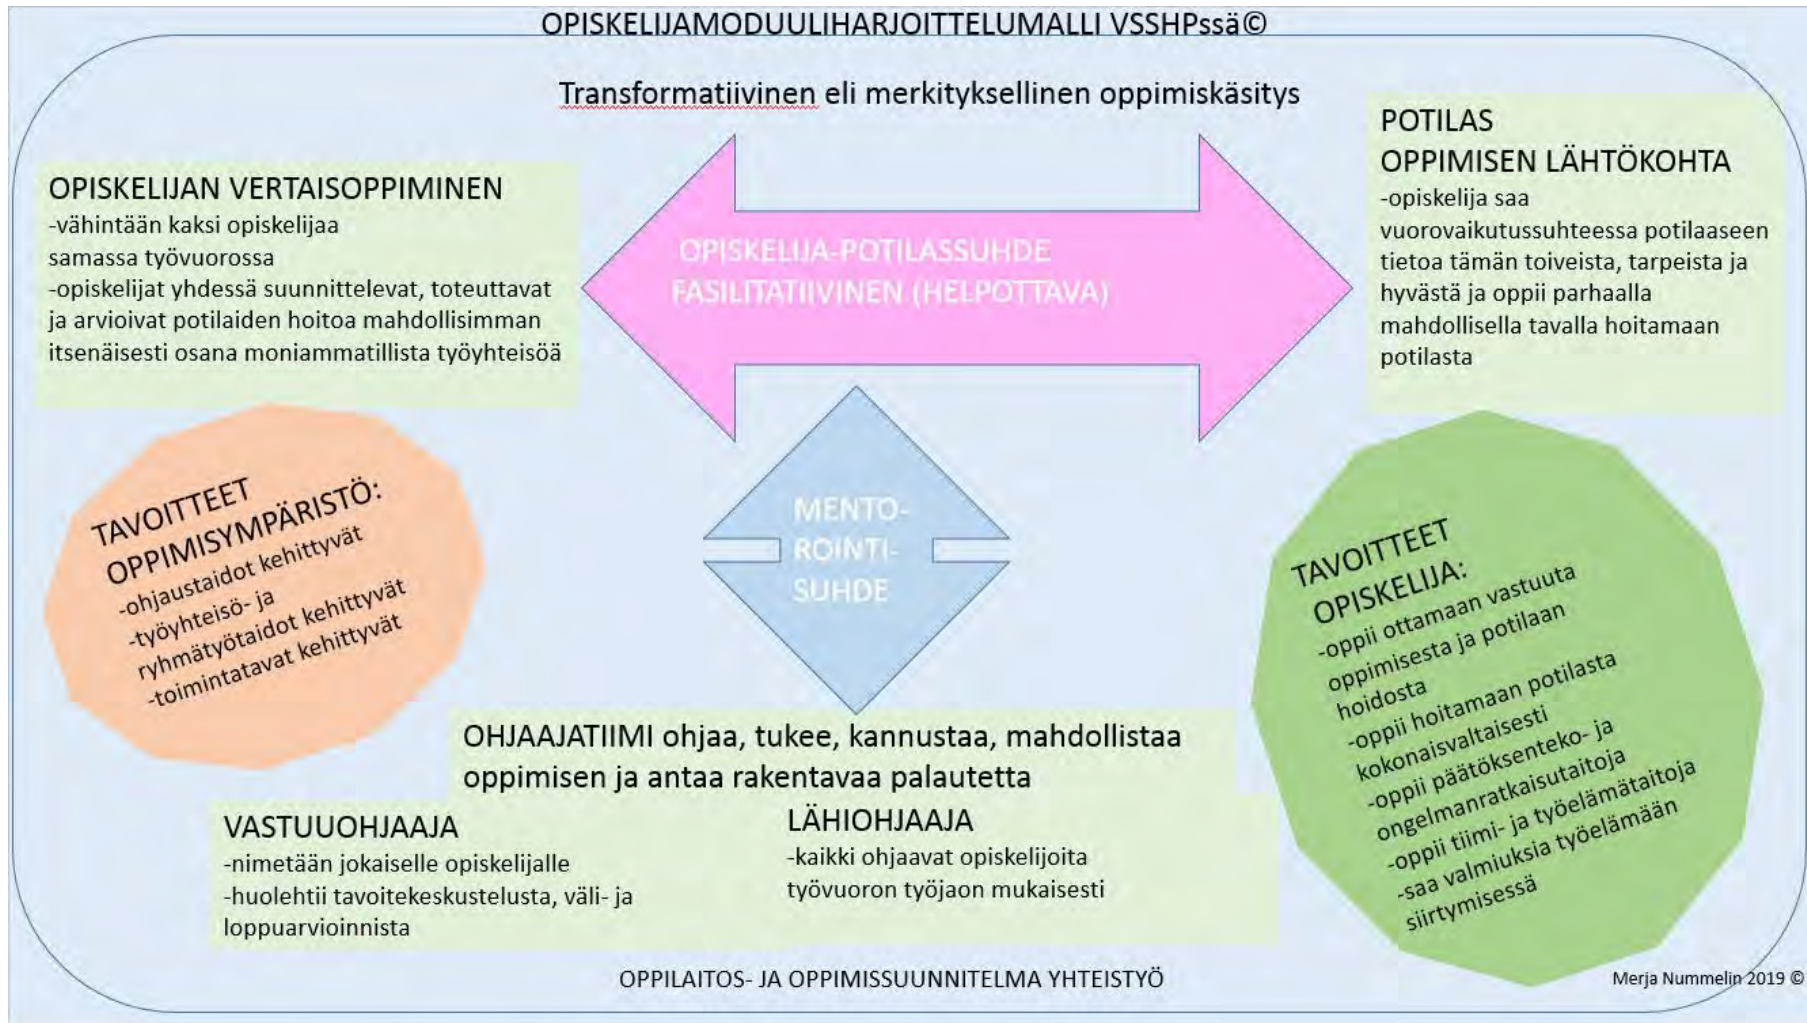 OPISKELIJAMODUULIHARJOITTELUMALLI VSSHPssä©
Transformatiivinen eli merkityksellinen oppimiskäsitys
OPISKELIJAN VERTAISOPPIMINEN
-vähintään kaksi opiskelijaa
samassa työvuorossa
-opiskelijat yhdessä suunnittelevat, toteuttavat
ja arvioivat potilaiden hoitoa mahdollisimman
itsenäisesti osana moniammatillista työyhteisöä
OPISKELIJA-POTILASSUHDE
FASILITATIIVINEN (HELPOTTAVA)
POTILAS
OPPIMISEN LÄHTÖKOHTA
-opiskelija saa
vuorovaikutussuhteessa potilaaseen
tietoa tämän toiveista, tarpeista ja
hyvästä ja oppii parhaalla
mahdollisella tavalla hoitamaan
potilasta
TAVOITTEET
OPPIMISYMPÄRISTÖ:
-ohjaustaidot kehittyvät
-työyhteisö- ja
ryhmätyötaidot kehittyvät
-toimintatavat kehittyvät
MENTO-
ROINTI-
SUHDE
TAVOITTEET
OPISKELIJA:
-oppii ottamaan vastuuta
oppimisesta ja potilaan
hoidosta
-oppii hoitamaan potilasta
kokonaisvaltaisesti
-oppii päätöksenteko- ja
ongelmanratkaisutaitoja
-oppii tiimi- ja työelämätaitoja
-saa valmiuksia työelämään
siirtymisessä
OHJAAJATIIMI ohjaa, tukee, kannustaa, mahdollistaa
oppimisen ja antaa rakentavaa palautetta
VASTUUOHJAAJA
-nimetään jokaiselle opiskelijalle
-huolehtii tavoitekeskustelusta, väli- ja
loppuarvioinnista
LÄHIOHJAAJA
-kaikki ohjaavat opiskelijoita
työvuoron työjaon mukaisesti
OPPILAITOS- JA OPPIMISSUUNNITELMA YHTEISTYÖ
Merja Nummelin 2019 ©